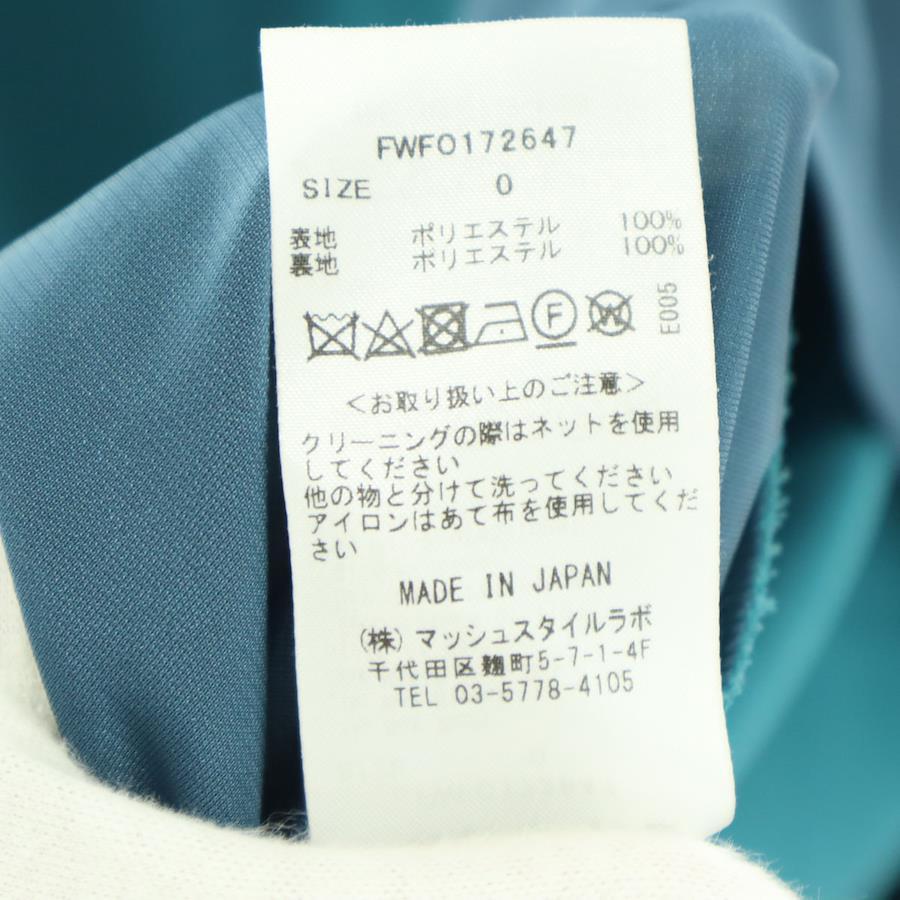 FWFO172647
SIZE 0
表地 ポリエステル 100%
裏地 ポリエステル 100%
F W E005
<お取り扱い上のご注意>
クリーニングの際はネットを使用
してください
他の物と分けて洗ってください
アイロンはあて布を使用してくだ
さい
MADE IN JAPAN
(株) マッシュスタイルラボ
千代田区麹町5-7-1-4F
TEL 03-5778-4105